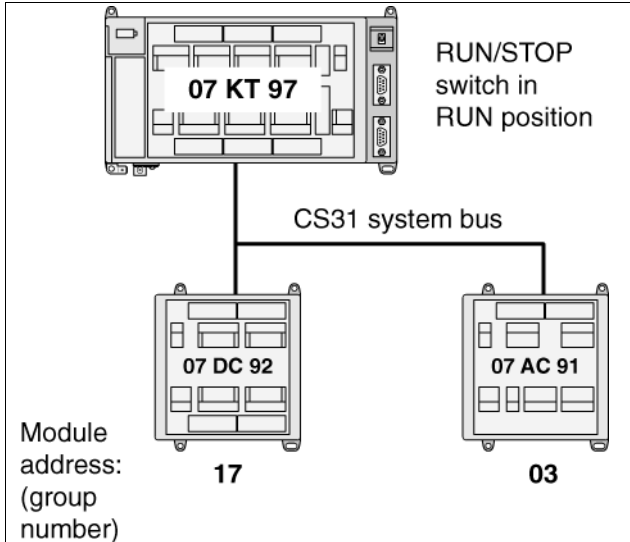 07 KT 97
RUN/STOP
switch in
RUN position
CS31 system bus
07 DC 92
07 AC 91
Module
address:
(group
number)
17
03